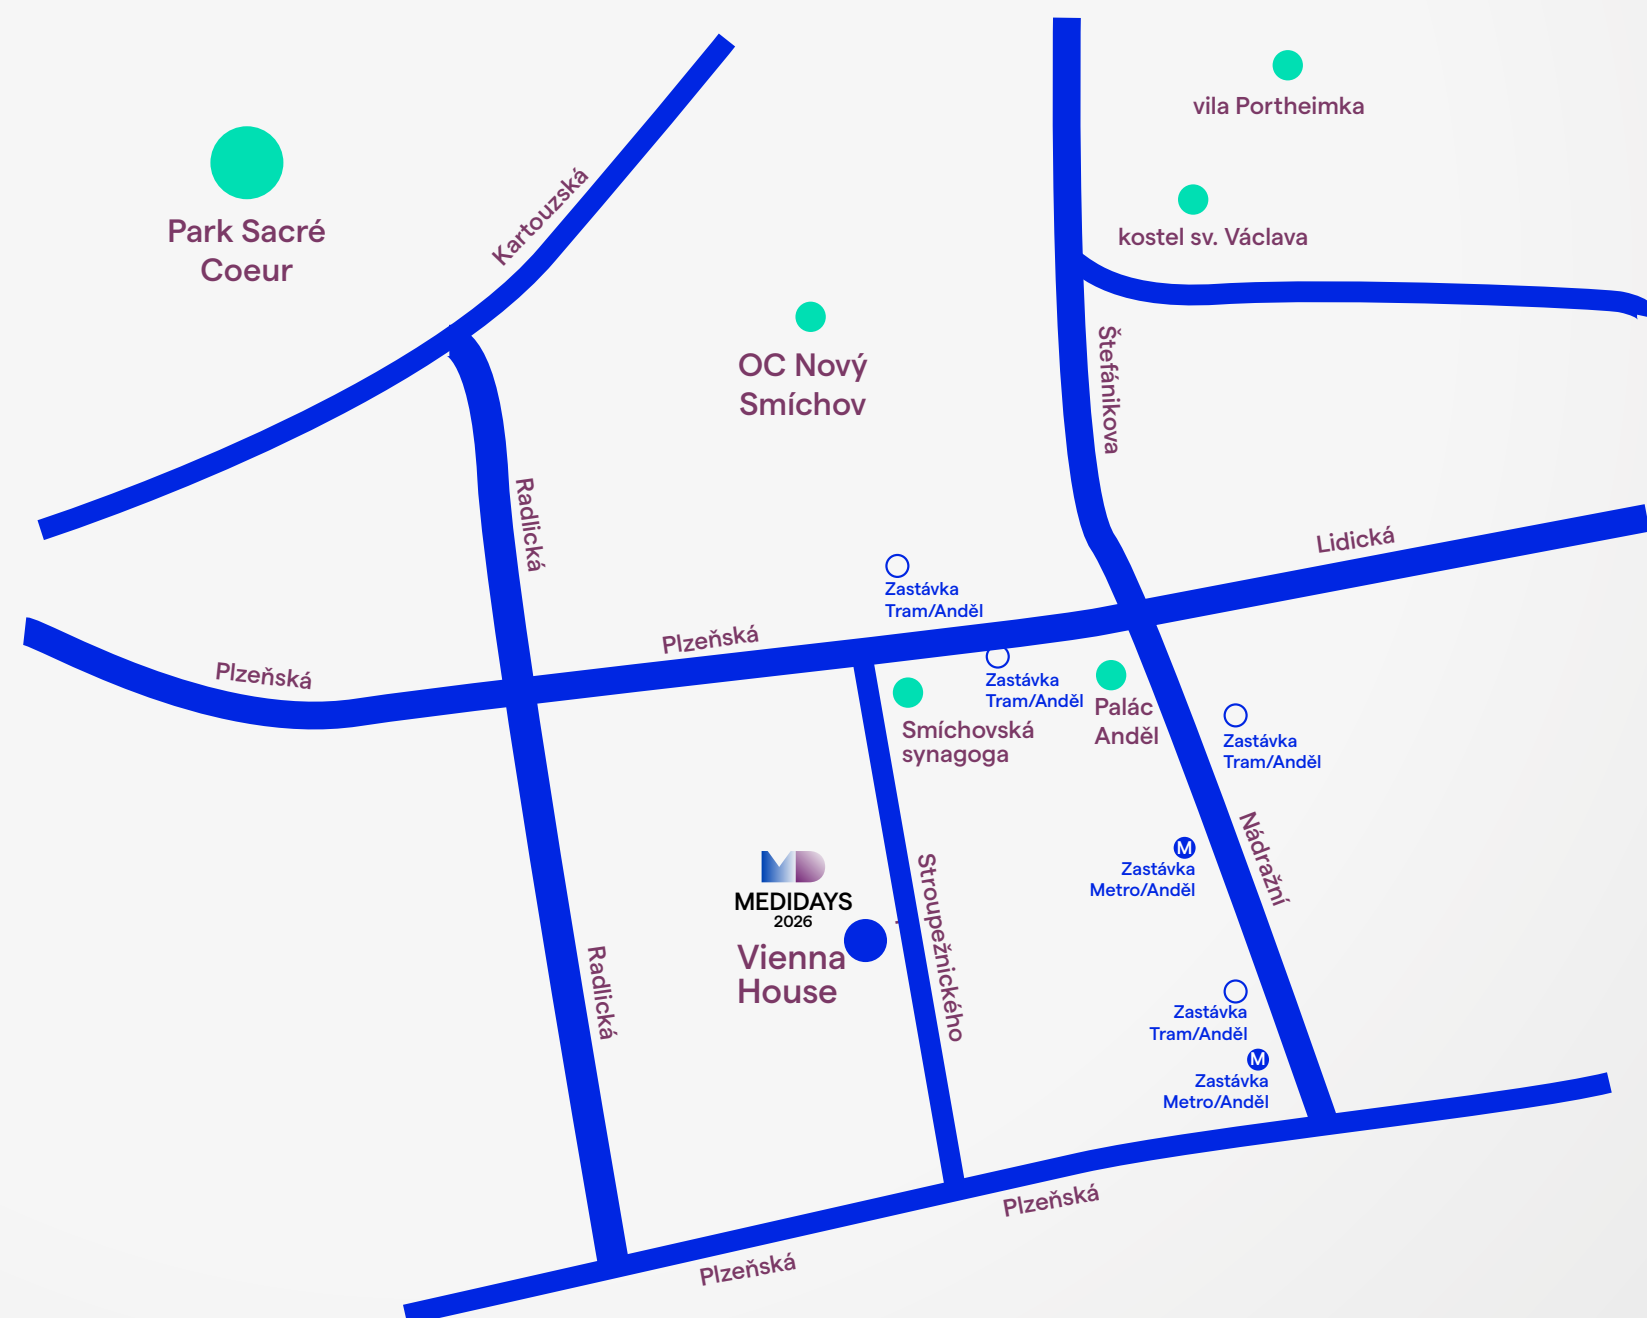 vila Portheimka
Kartouzská
Park Sacré
Coeur
kostel sv. Václava
OC Nový
Smíchov
Štefánikova
Radlická
Lidická
Zastávka
Tram/Anděl
Plzeňská
Plzeňská
Zastávka
Tram/Anděl
Palác
Anděl
Smíchovská
synagoga
Zastávka
Tram/Anděl
Nádražní
M
Zastávka
Metro/Anděl
MD
MEDIDAYS
2026
Vienna
House
Stroupežnického
Radlická
Zastávka
Tram/Anděl
M
Zastávka
Metro/Anděl
Plzeňská
Plzeňská